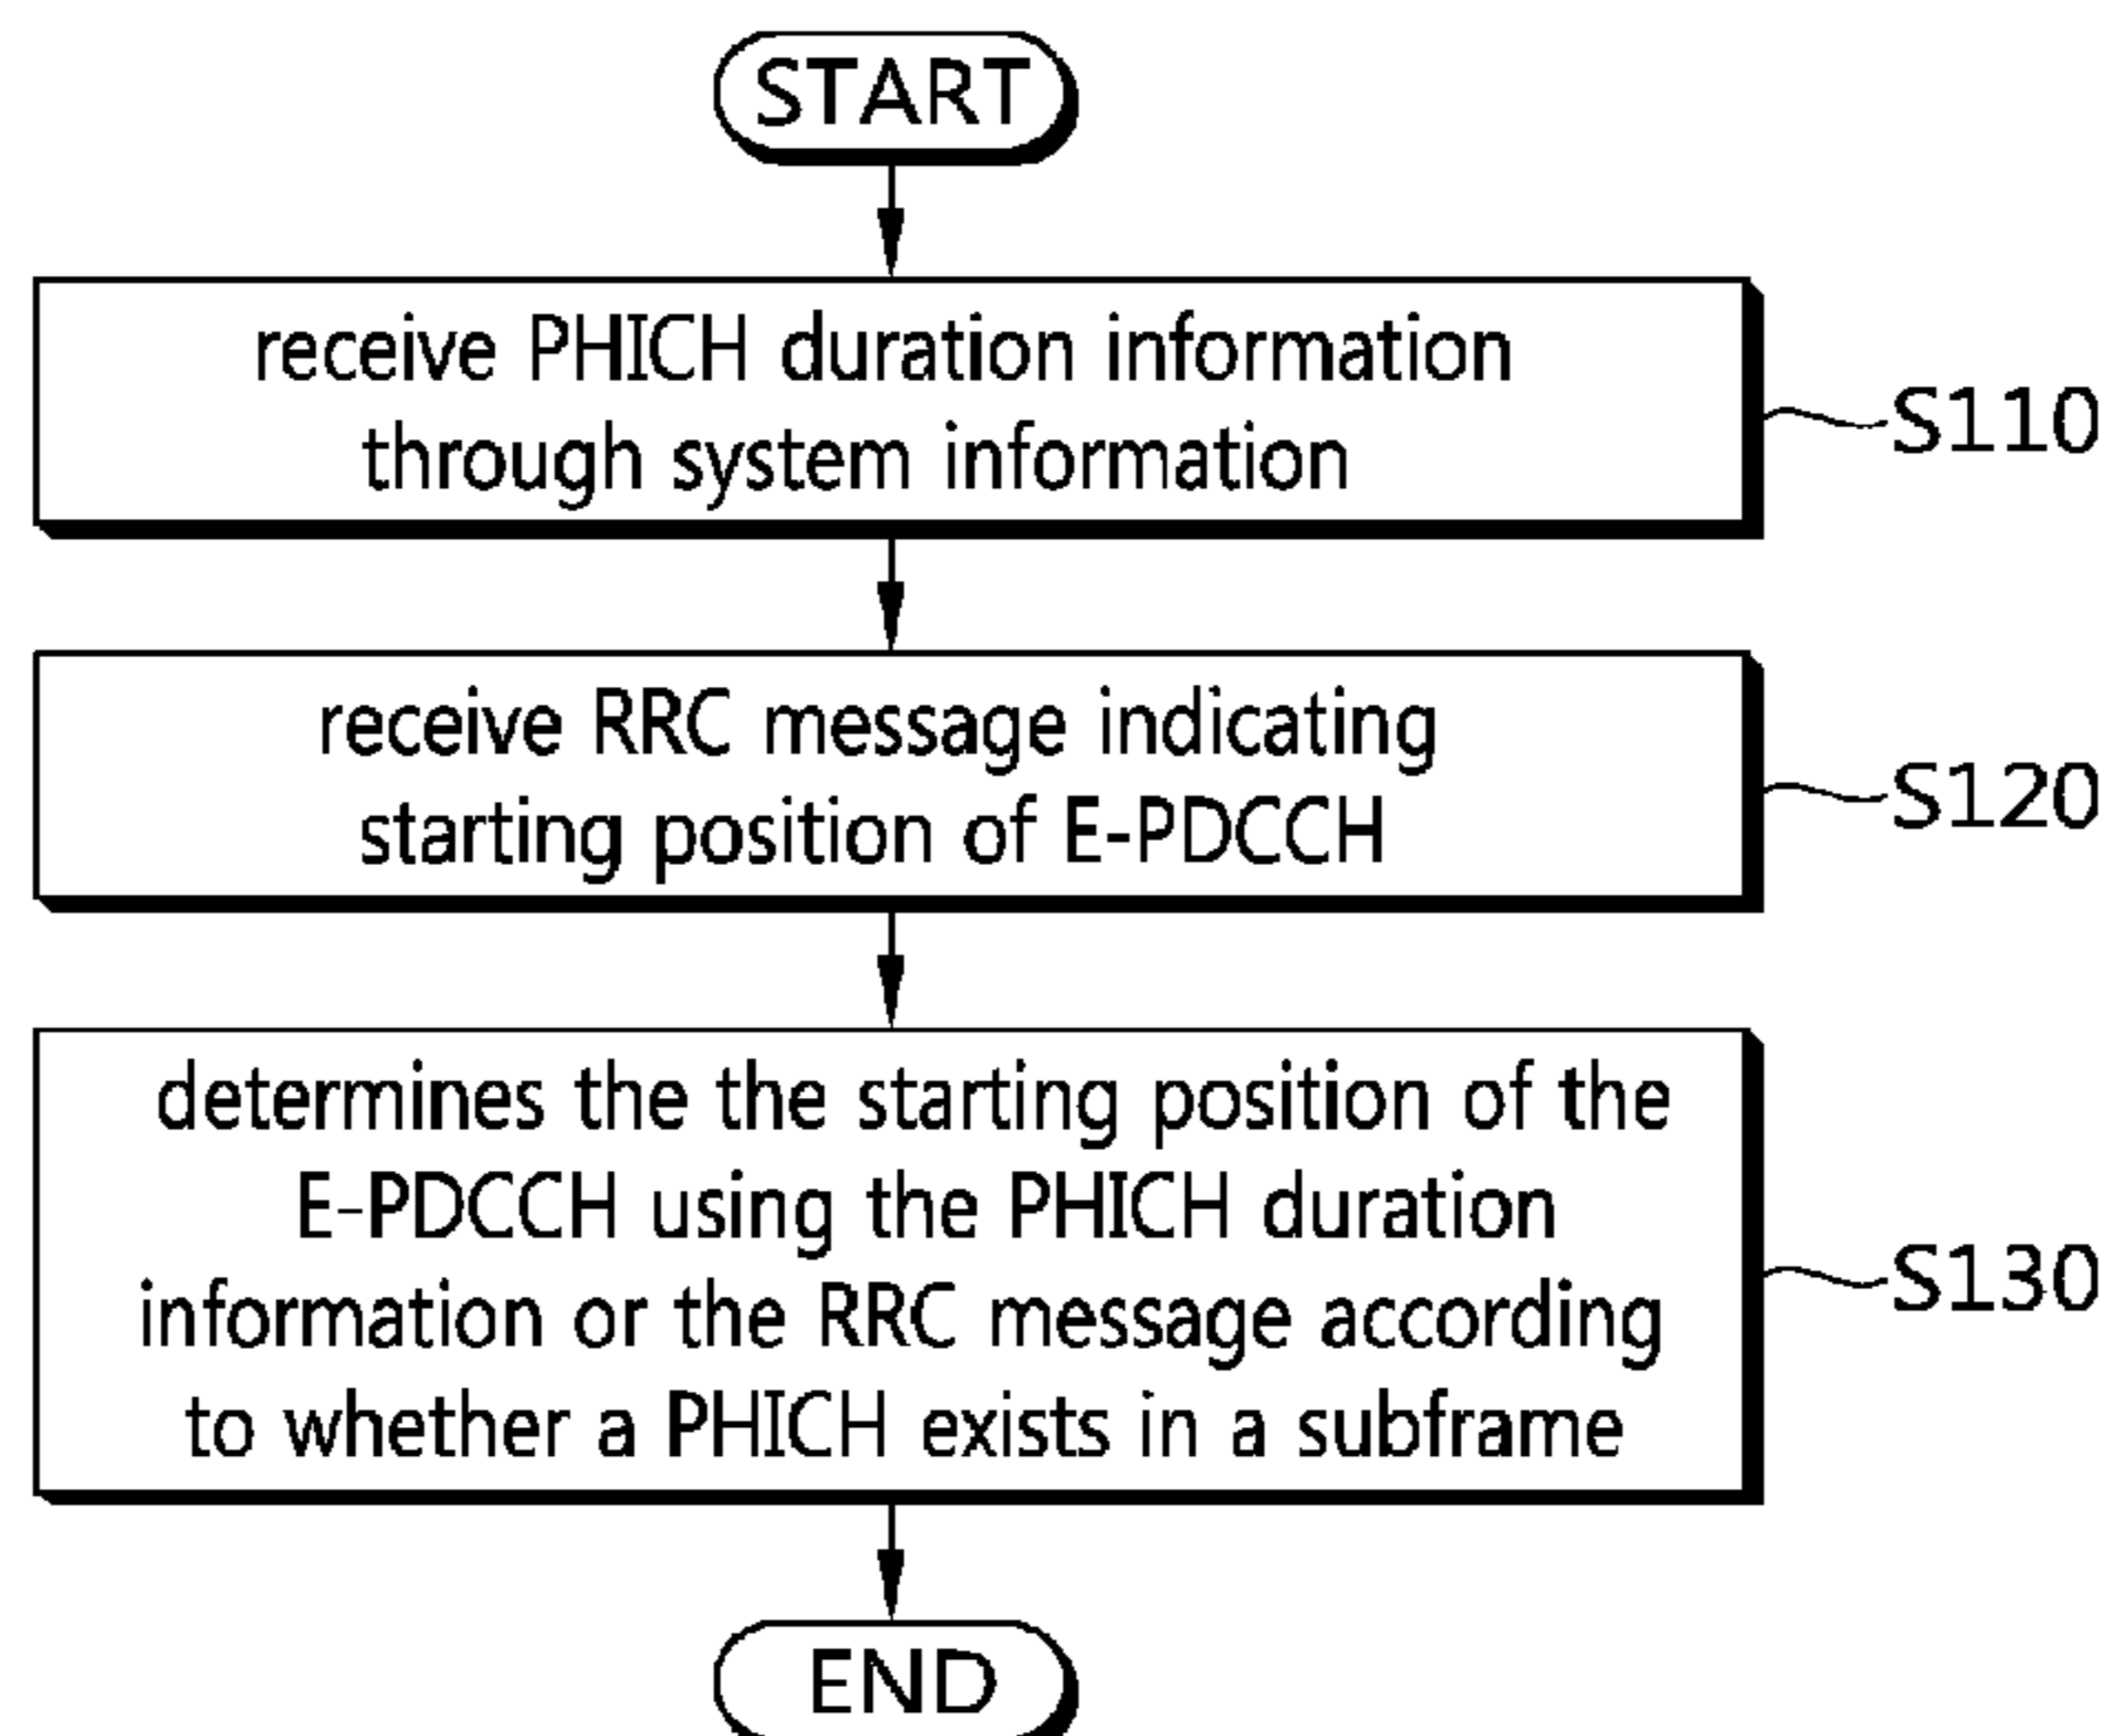 START
receive PHICH duration information
through system information
S110
receive RRC message indicating
starting position of E-PDCCH
S120
determines the the starting position of the
E-PDCCH using the PHICH duration
information or the RRC message according
to whether a PHICH exists in a subframe
S130
END